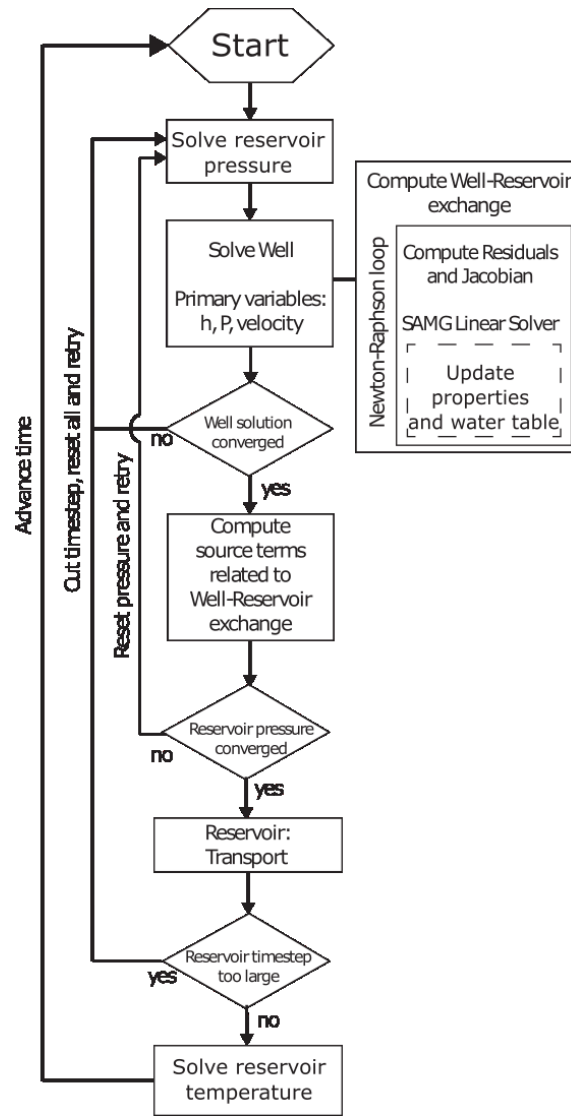 Start
Solve reservoir
pressure
Solve Well
Primary variables:
h, P, velocity
Compute Well-Reservoir
exchange
Newton-Raphson loop
Compute Residuals
and Jacobian
SAMG Linear Solver
Update
properties
and water table
Well solution
converged
no
yes
Compute
source terms
related to
Well-Reservoir
exchange
Reservoir pressure
converged
no
yes
Reservoir:
Transport
Reservoir timestep
too large
yes
no
Solve reservoir
temperature
Advance time
Cut timestep, reset all and retry
Reset pressure and retry